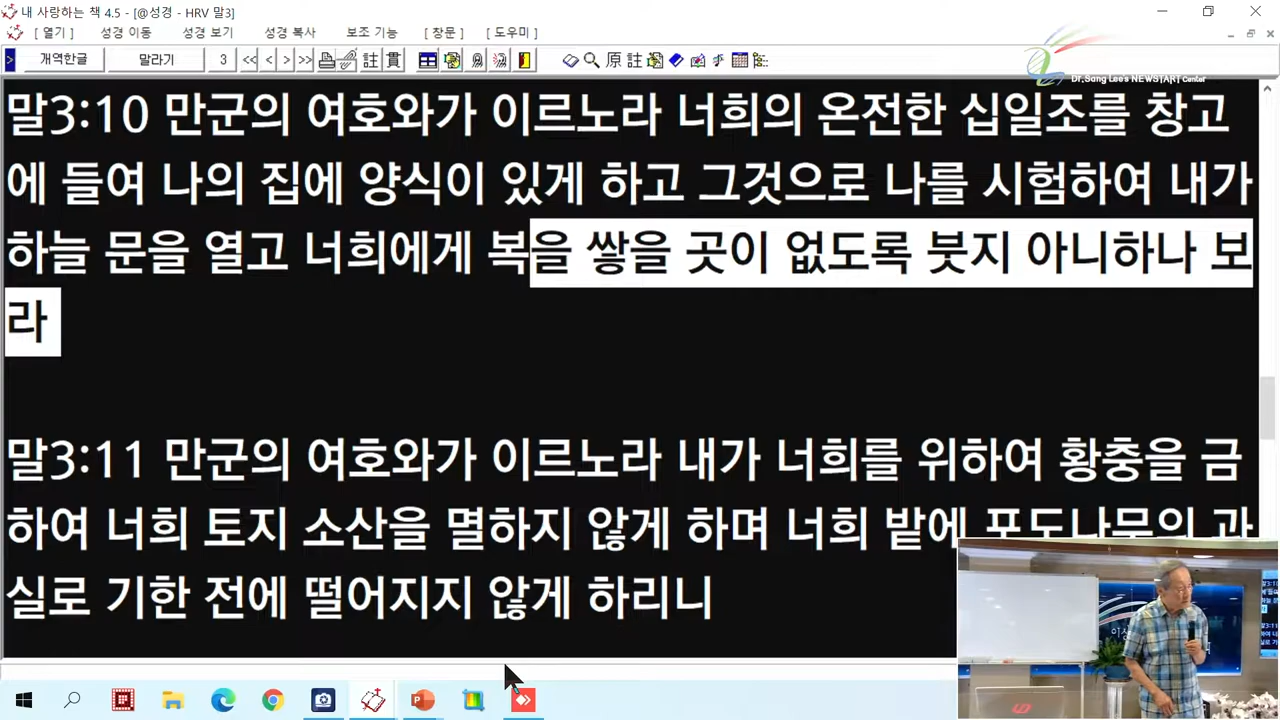 내 사랑하는 책 4.5 - [@성경 - HRV 말3]
[ 열기 ] 성경 이동 성경 보기 성경 복사 보조 기능 [ 창문 ] [ 도우미 ]
> 개역한글 말라기 3 << < > >> 註 貫 原 註
Dr.Sang Lee's NEWSTART Center
말3:10 만군의 여호와가 이르노라 너희의 온전한 십일조를 창고
에 들여 나의 집에 양식이 있게 하고 그것으로 나를 시험하여 내가
하늘 문을 열고 너희에게 복을 쌓을 곳이 없도록 붓지 아니하나 보
라
말3:11 만군의 여호와가 이르노라 내가 너희를 위하여 황충을 금
하여 너희 토지 소산을 멸하지 않게 하며 너희 밭에 포도나무의 과
실로 기한 전에 떨어지지 않게 하리니